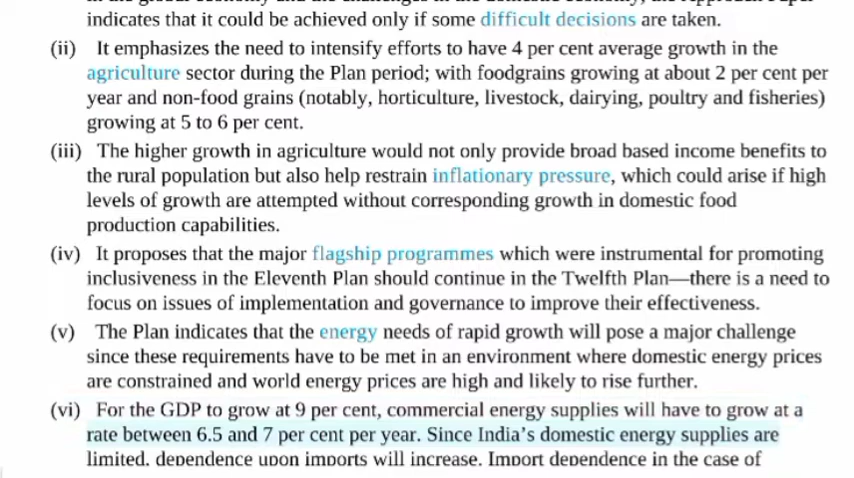 indicates that it could be achieved only if some difficult decisions are taken.
(ii) It emphasizes the need to intensify efforts to have 4 per cent average growth in the
agriculture sector during the Plan period; with foodgrains growing at about 2 per cent per
year and non-food grains (notably, horticulture, livestock, dairying, poultry and fisheries)
growing at 5 to 6 per cent.
(iii) The higher growth in agriculture would not only provide broad based income benefits to
the rural population but also help restrain inflationary pressure, which could arise if high
levels of growth are attempted without corresponding growth in domestic food
production capabilities.
(iv) It proposes that the major flagship programmes which were instrumental for promoting
inclusiveness in the Eleventh Plan should continue in the Twelfth Plan—there is a need to
focus on issues of implementation and governance to improve their effectiveness.
(v) The Plan indicates that the energy needs of rapid growth will pose a major challenge
since these requirements have to be met in an environment where domestic energy prices
are constrained and world energy prices are high and likely to rise further.
(vi) For the GDP to grow at 9 per cent, commercial energy supplies will have to grow at a
rate between 6.5 and 7 per cent per year. Since India’s domestic energy supplies are
limited, dependence upon imports will increase. Import dependence in the case of